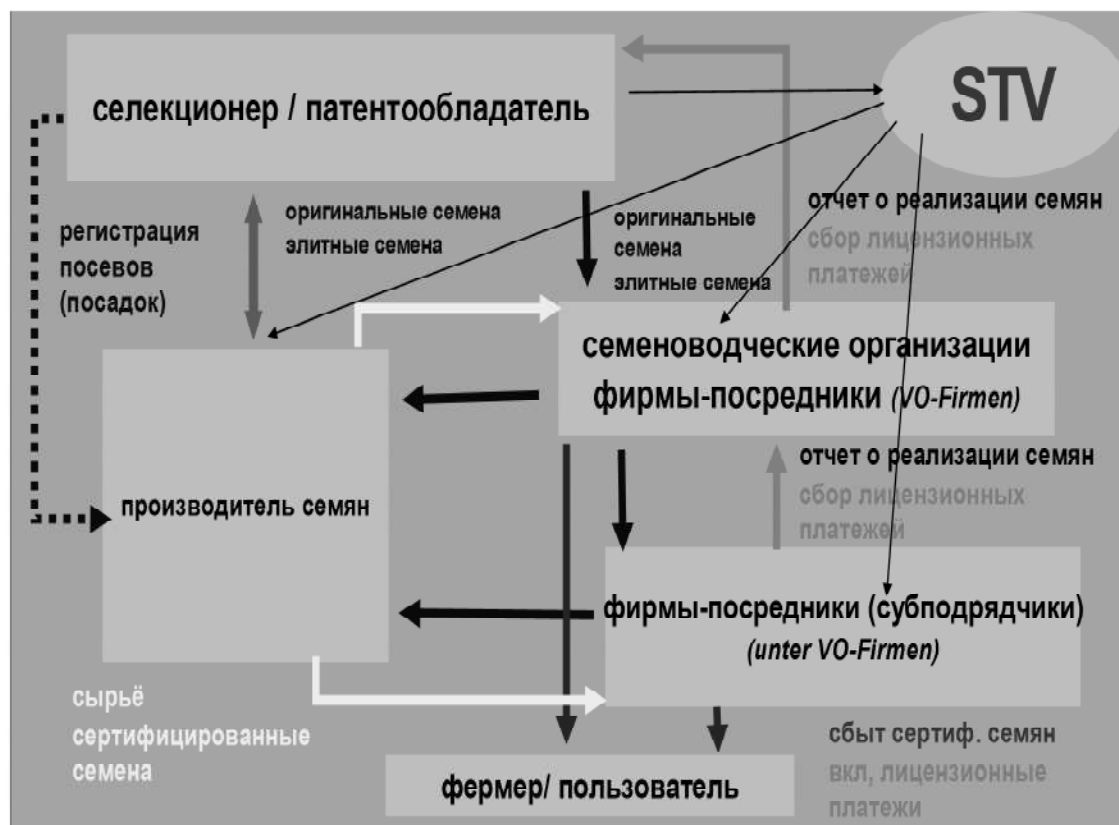 селекционер / патентообладатель
STV
регистрация
посевов
(посадок)
оригинальные семена
элитные семена
оригинальные
семена
элитные семена
отчет о реализации семян
сбор лицензионных
платежей
семеноводческие организации
фирмы-посредники (VO-Firmen)
производитель семян
отчет о реализации семян
сбор лицензионных
платежей
фирмы-посредники (субподрядчики)
(unter VO-Firmen)
сырьё
сертифицированные
семена
сбыт сертиф. семян
вкл, лицензионные
платежи
фермер/ пользователь